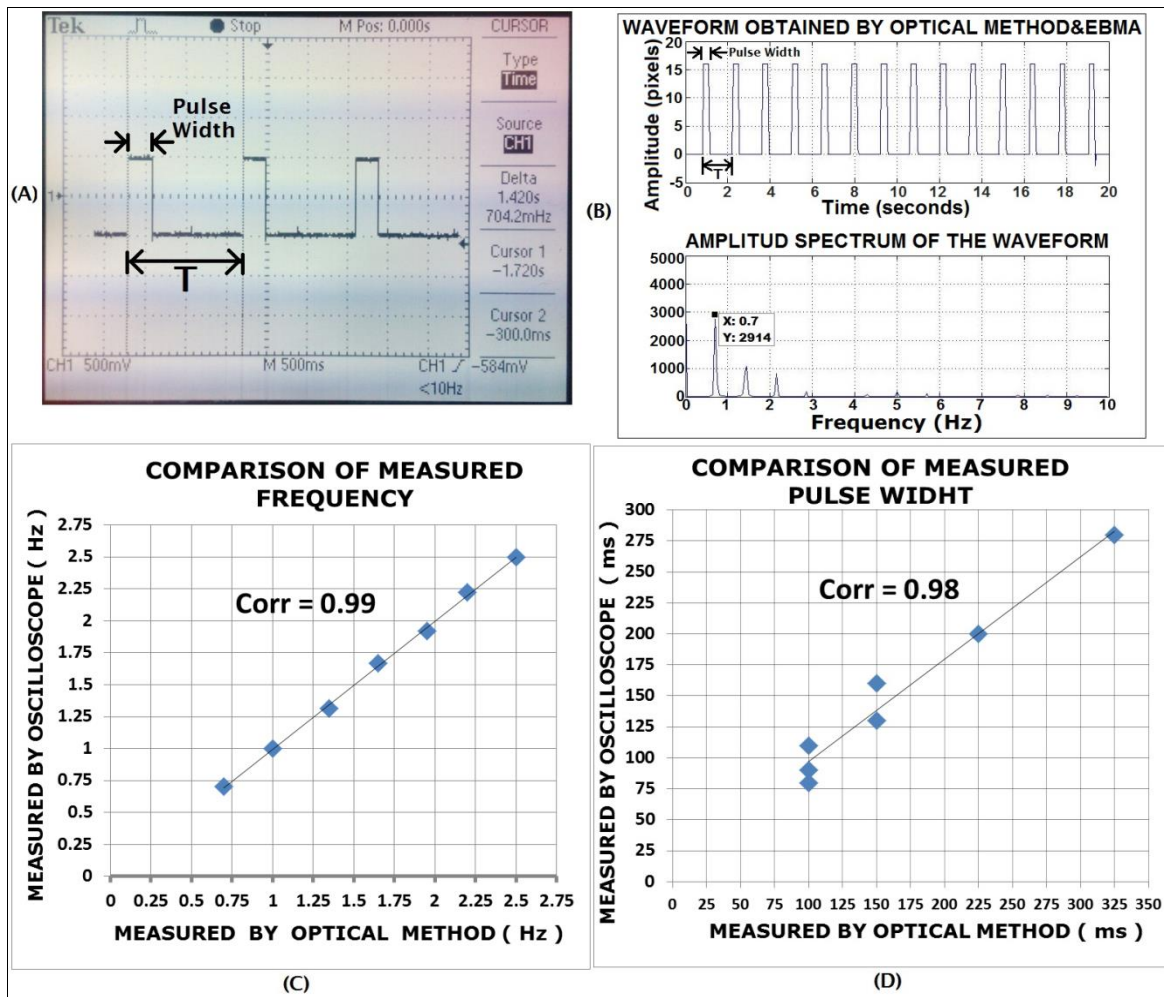 Tek
Stop
M Pos: 0.000s
CURSOR
Type
Time
Source
CH1
Delta
1.420s
704.2mHz
Cursor 1
-1.720s
Cursor 2
-300.0ms
Pulse
Width
T
1
CH1 500mV
M 500ms
CH1
-584mV
<10Hz
(A)
WAVEFORM OBTAINED BY OPTICAL METHOD&EBMA
Pulse Width
T
Amplitude (pixels)
20
15
10
5
0
-5
0 2 4 6 8 10 12 14 16 18 20
Time (seconds)
(B)
AMPLITUD SPECTRUM OF THE WAVEFORM
5000
4000
3000
2000
1000
0
X: 0.7
Y: 2914
0 1 2 3 4 5 6 7 8 9 10
Frequency (Hz)
COMPARISON OF MEASURED
FREQUENCY
MEASURED BY OSCILLOSCOPE ( Hz )
2.75
2.5
2.25
2
1.75
1.5
1.25
1
0.75
0.5
0.25
0
Corr = 0.99
0 0.25 0.5 0.75 1 1.25 1.5 1.75 2 2.25 2.5 2.75
MEASURED BY OPTICAL METHOD ( Hz )
(C)
COMPARISON OF MEASURED
PULSE WIDHT
MEASURED BY OSCILLOSCOPE ( ms )
300
275
250
225
200
175
150
125
100
75
50
25
0
Corr = 0.98
0 25 50 75 100 125 150 175 200 225 250 275 300 325 350
MEASURED BY OPTICAL METHOD ( ms )
(D)